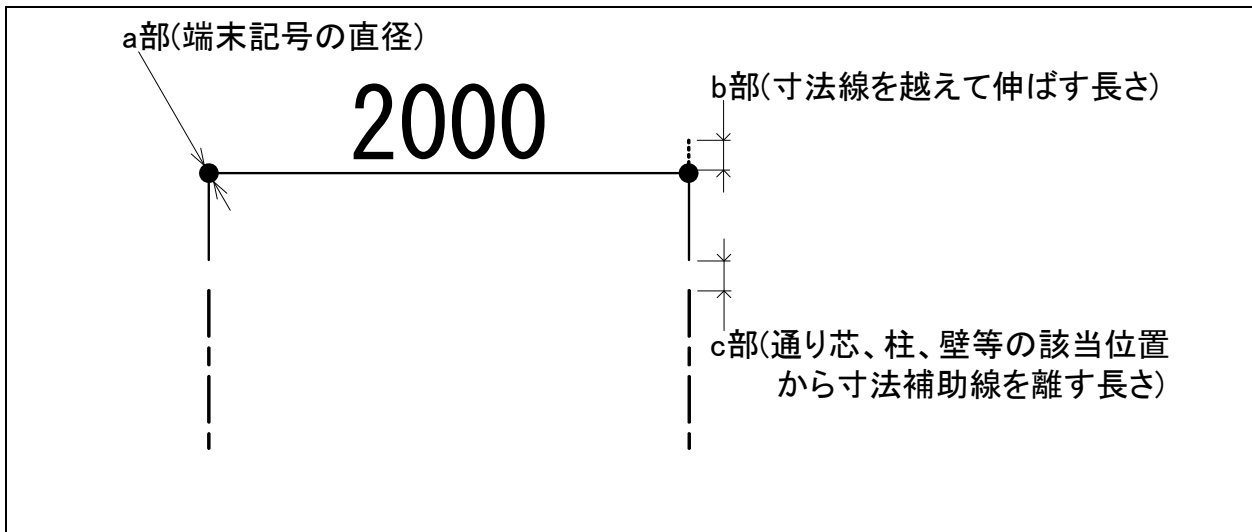 a部(端末記号の直径)
2000
b部(寸法線を越えて伸ばす長さ)
c部(通り芯、柱、壁等の該当位置
から寸法補助線を離す長さ)